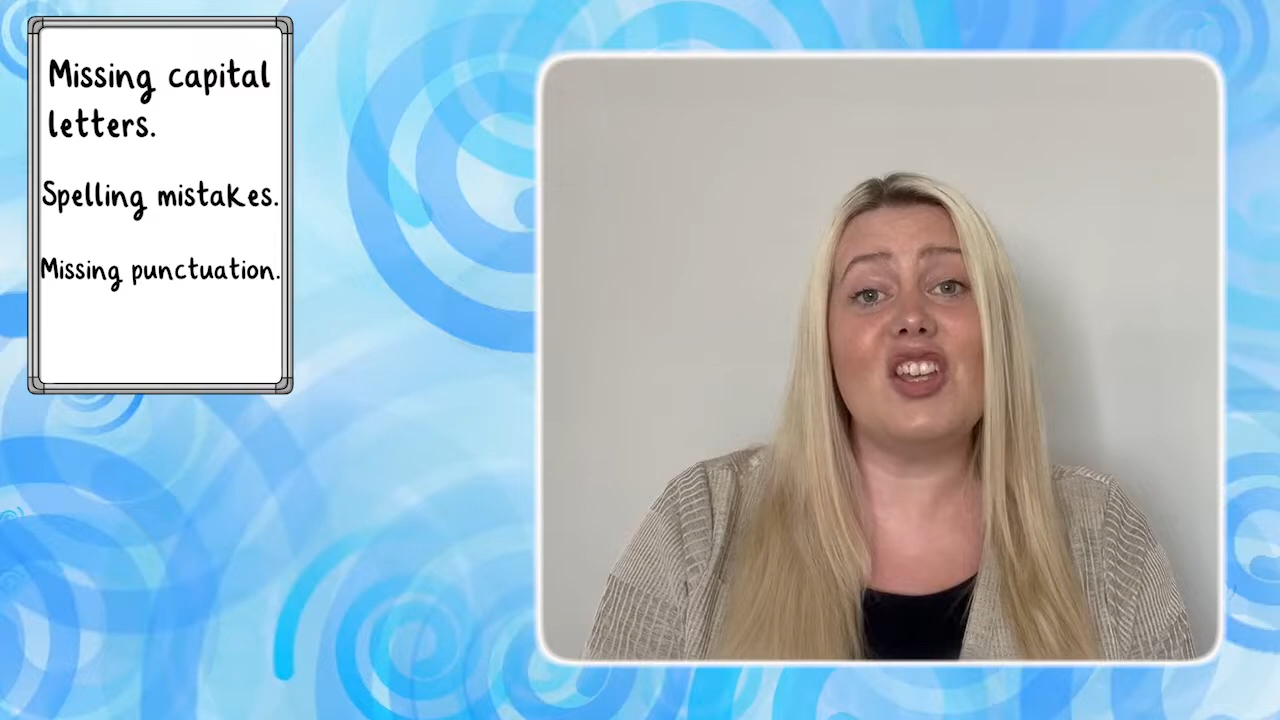 Missing capital
letters.
Spelling mistakes.
Missing punctuation.